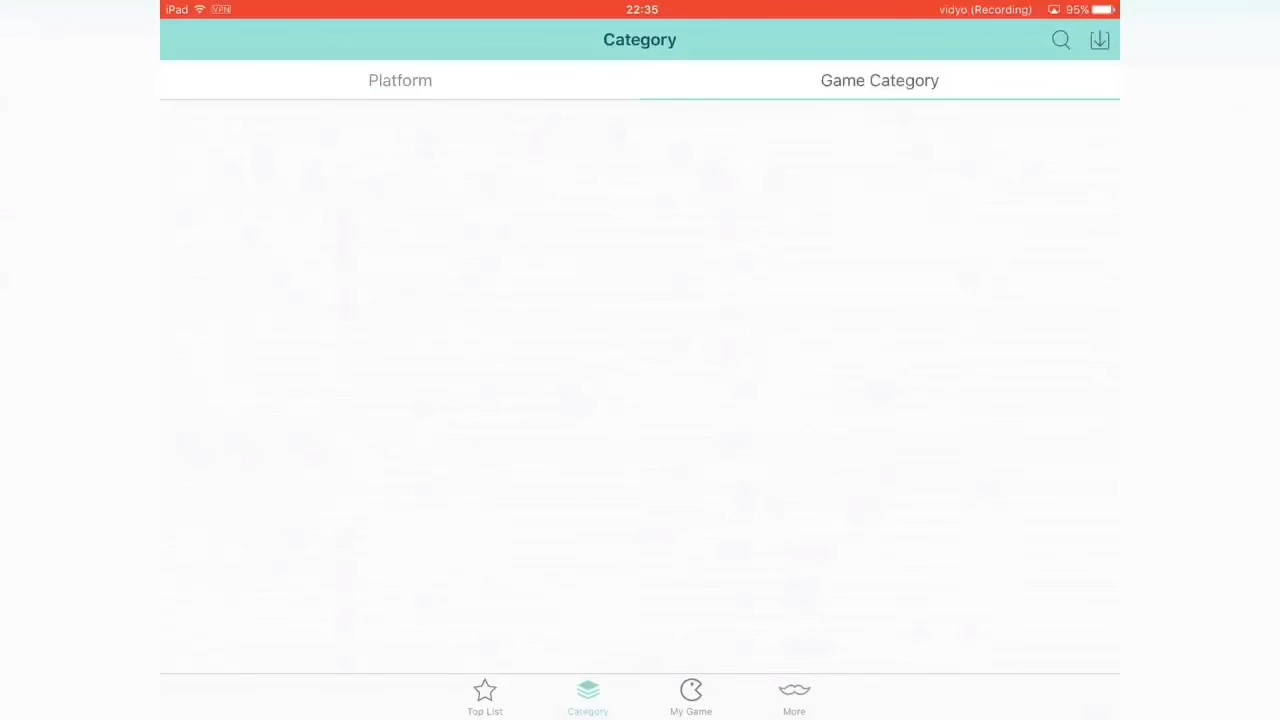 iPad VPN 22:35 vidyo (Recording) 95%
Category
Platform Game Category
Top List Category My Game More